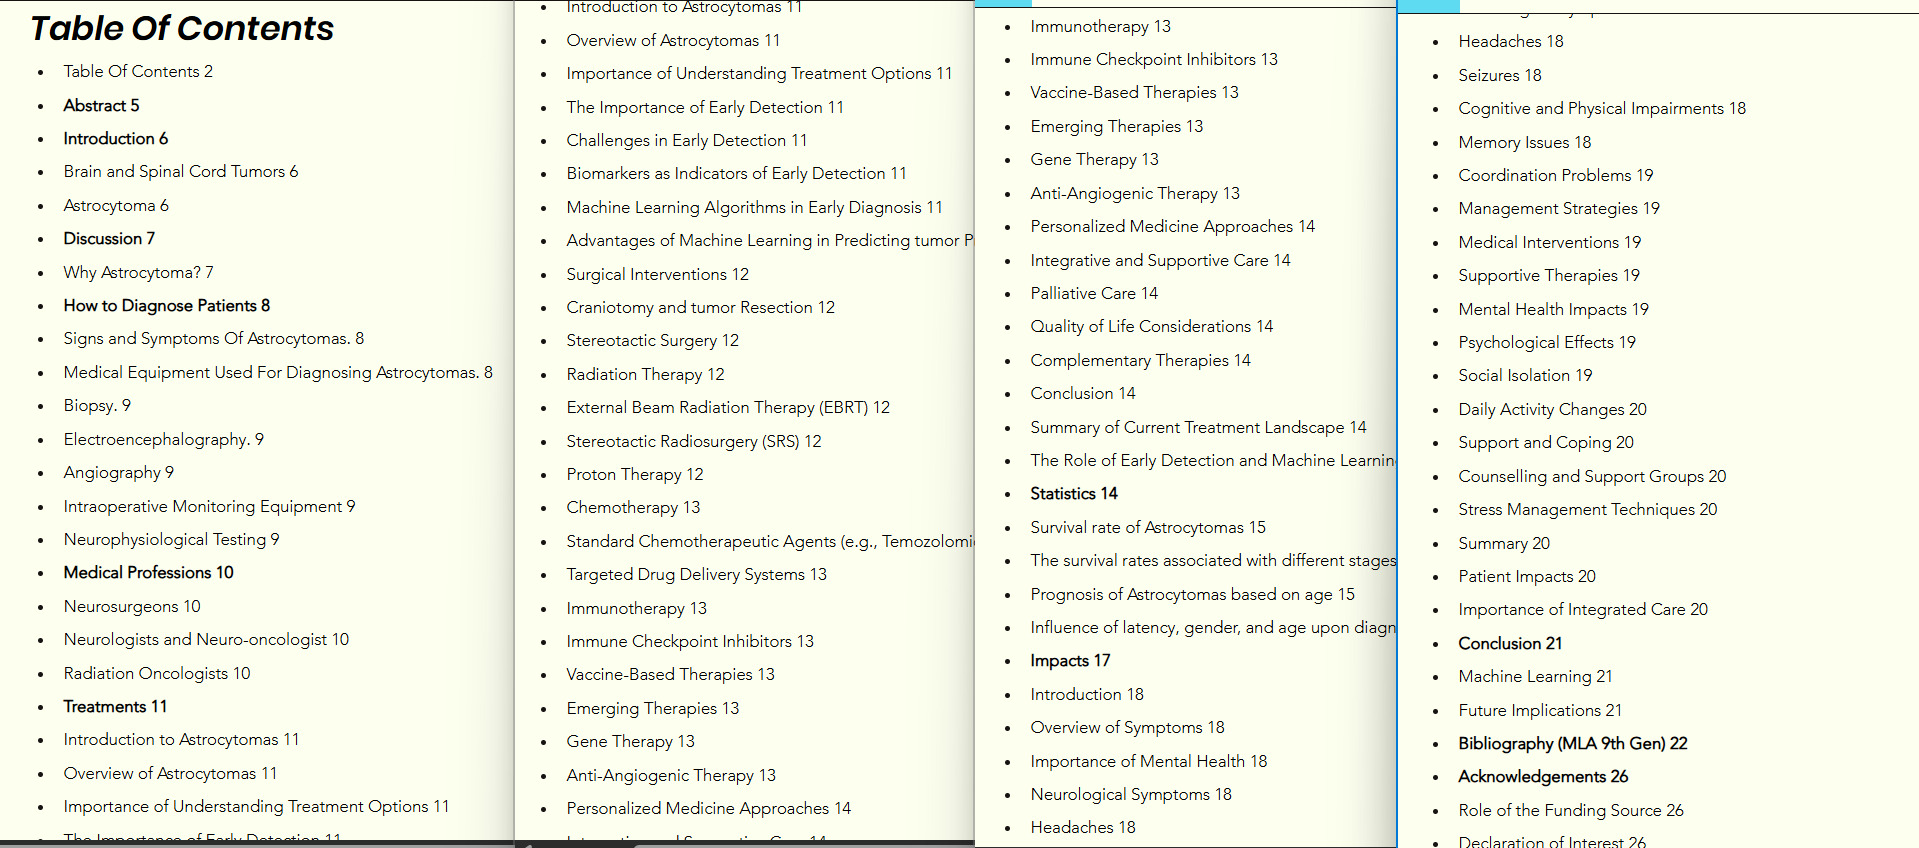 Table Of Contents
• Table Of Contents 2
• Abstract 5
• Introduction 6
• Brain and Spinal Cord Tumors 6
• Astrocytoma 6
• Discussion 7
• Why Astrocytoma? 7
• How to Diagnose Patients 8
• Signs and Symptoms Of Astrocytomas. 8
• Medical Equipment Used For Diagnosing Astrocytomas. 8
• Biopsy. 9
• Electroencephalography. 9
• Angiography 9
• Intraoperative Monitoring Equipment 9
• Neurophysiological Testing 9
• Medical Professions 10
• Neurosurgeons 10
• Neurologists and Neuro-oncologist 10
• Radiation Oncologists 10
• Treatments 11
• Introduction to Astrocytomas 11
• Overview of Astrocytomas 11
• Importance of Understanding Treatment Options 11
The Importance of Early Detection 11
• Introduction to Astrocytomas 11
• Overview of Astrocytomas 11
• Importance of Understanding Treatment Options 11
• The Importance of Early Detection 11
• Challenges in Early Detection 11
• Biomarkers as Indicators of Early Detection 11
• Machine Learning Algorithms in Early Diagnosis 11
• Advantages of Machine Learning in Predicting tumor P
• Surgical Interventions 12
• Craniotomy and tumor Resection 12
• Stereotactic Surgery 12
• Radiation Therapy 12
• External Beam Radiation Therapy (EBRT) 12
• Stereotactic Radiosurgery (SRS) 12
• Proton Therapy 12
• Chemotherapy 13
• Standard Chemotherapeutic Agents (e.g., Temozolomi
• Targeted Drug Delivery Systems 13
• Immunotherapy 13
• Immune Checkpoint Inhibitors 13
• Vaccine-Based Therapies 13
• Emerging Therapies 13
• Gene Therapy 13
• Anti-Angiogenic Therapy 13
• Personalized Medicine Approaches 14
• Immunotherapy 13
• Immune Checkpoint Inhibitors 13
• Vaccine-Based Therapies 13
• Emerging Therapies 13
• Gene Therapy 13
• Anti-Angiogenic Therapy 13
• Personalized Medicine Approaches 14
• Integrative and Supportive Care 14
• Palliative Care 14
• Quality of Life Considerations 14
• Complementary Therapies 14
• Conclusion 14
• Summary of Current Treatment Landscape 14
• The Role of Early Detection and Machine Learnin
• Statistics 14
• Survival rate of Astrocytomas 15
• The survival rates associated with different stages
• Prognosis of Astrocytomas based on age 15
• Influence of latency, gender, and age upon diagn
• Impacts 17
• Introduction 18
• Overview of Symptoms 18
• Importance of Mental Health 18
• Neurological Symptoms 18
• Headaches 18
• Headaches 18
• Seizures 18
• Cognitive and Physical Impairments 18
• Memory Issues 18
• Coordination Problems 19
• Management Strategies 19
• Medical Interventions 19
• Supportive Therapies 19
• Mental Health Impacts 19
• Psychological Effects 19
• Social Isolation 19
• Daily Activity Changes 20
• Support and Coping 20
• Counselling and Support Groups 20
• Stress Management Techniques 20
• Summary 20
• Patient Impacts 20
• Importance of Integrated Care 20
• Conclusion 21
• Machine Learning 21
• Future Implications 21
• Bibliography (MLA 9th Gen) 22
• Acknowledgements 26
• Role of the Funding Source 26
• Declaration of Interest 26